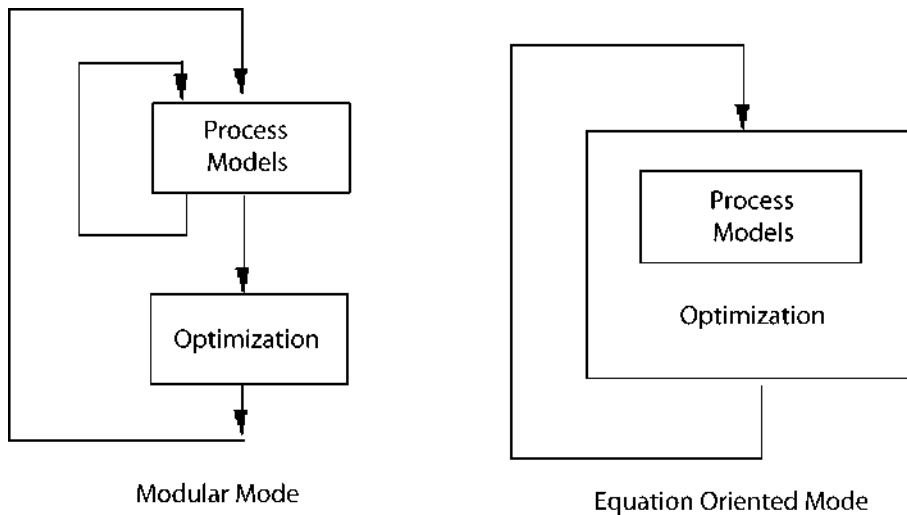 Process
Models
Optimization
Modular Mode
Process
Models
Optimization
Equation Oriented Mode